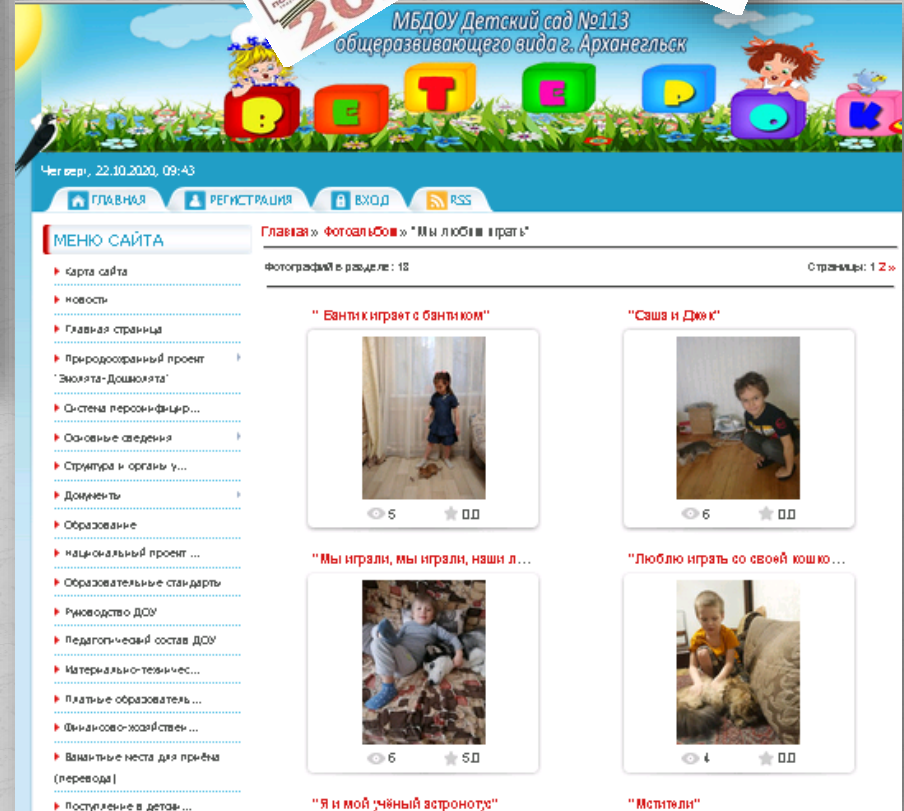 МБДОУ Детский сад №113
общеразвивающего вида г. Архангельск
ВЕТЕРОК
Четверг, 22.10.2020, 09:43
ГЛАВНАЯ РЕГИСТРАЦИЯ ВХОД RSS
МЕНЮ САЙТА
Главная » Фотоальбом » "Мы любим играть"
Фотографий в разделе: 18 Страницы: 1 2 »
Карта сайта
Новости
Главная страница
Природоохранный проект
"Эколята-Дошколята"
Система персонифицир...
Основные сведения
Структура и органы у...
Документы
Образование
Национальный проект ...
Образовательные стандарты
Руководство ДОУ
Педагогический состав ДОУ
Материально-техничес...
Платные образователь...
Финансово-хозяйствен...
Вакантные места для приёма
(перевода)
Поступление в детски...
" Бантик играет с бантиком" "Саша и Джек"
5 0.0 6 0.0
"Мы играли, мы играли, наши л... "Люблю играть со своей кошко...
6 5.0 4 0.0
"Я и мой учёный астронотус" "Мстители"